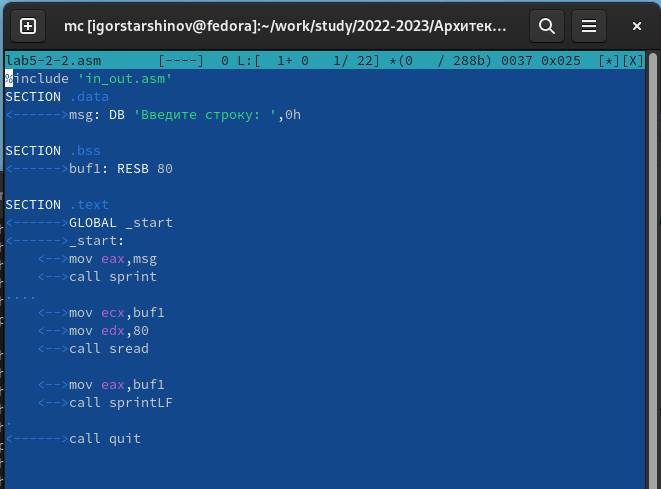 mc [igorstarshinov@fedora]:~/work/study/2022-2023/Архитек…
lab5-2-2.asm [----] 0 L:[ 1+ 0 1/ 22] *(0 / 288b) 0037 0x025 [*][X]
%include 'in_out.asm'
SECTION .data
<------>msg: DB 'Введите строку: ',0h
SECTION .bss
<------>buf1: RESB 80
SECTION .text
<------>GLOBAL _start
<------>_start:
<-->mov eax,msg
<-->call sprint
....
<-->mov ecx,buf1
<-->mov edx,80
<-->call sread
<-->mov eax,buf1
<-->call sprintLF
.
<------>call quit